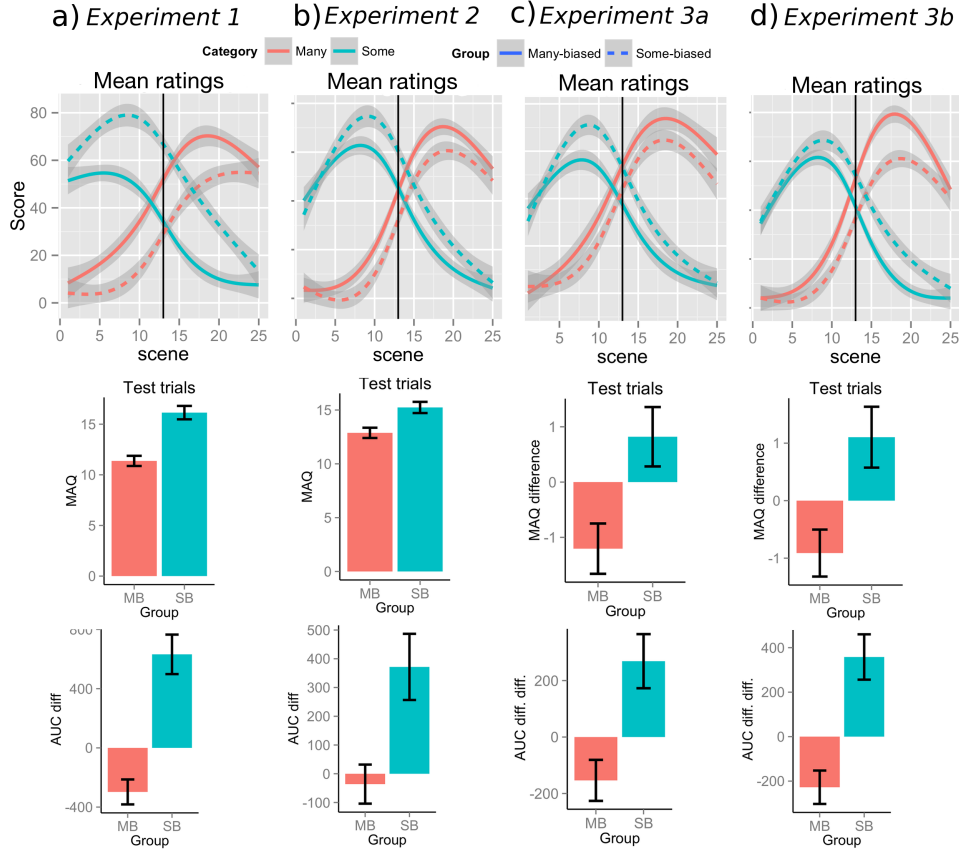 a) Experiment 1
b) Experiment 2
c) Experiment 3a
d) Experiment 3b
Category Many Some
Group Many-biased Some-biased
Mean ratings
Mean ratings
Mean ratings
Mean ratings
Score
80
60
40
20
0
0 5 10 15 20 25
0 5 10 15 20 25
5 10 15 20 25
0 5 10 15 20 25
scene
scene
scene
scene
Test trials
MAQ
15
10
5
0
MB SB
Group
Test trials
MAQ
15
10
5
0
MB SB
Group
Test trials
MAQ difference
1
0
-1
MB SB
Group
Test trials
MAQ difference
1
0
-1
MB SB
Group
AUC diff
800
400
0
-400
MB SB
Group
AUC diff
500
400
300
200
100
0
-100
MB SB
Group
AUC diff. diff.
200
0
-200
MB SB
Group
AUC diff. diff.
400
200
0
-200
MB SB
Group